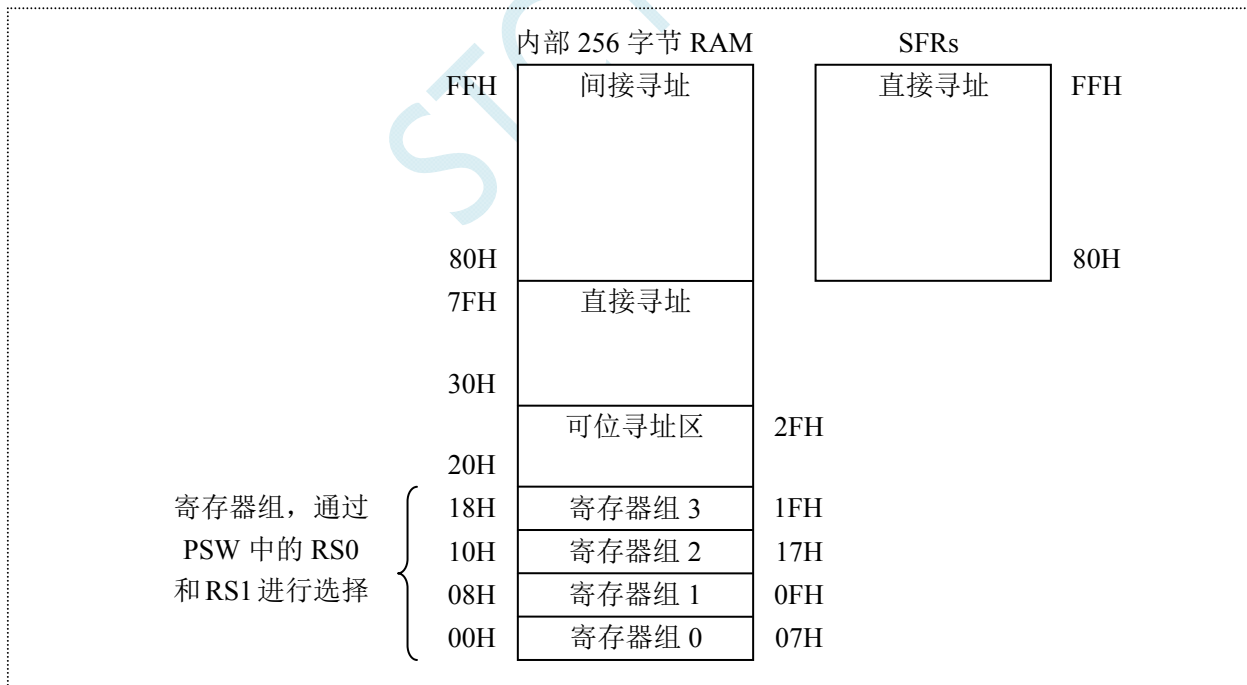 内部 256 字节 RAM SFRs
FFH 间接寻址 直接寻址 FFH
80H 80H
7FH 直接寻址
30H
可位寻址区 2FH
20H
寄存器组，通过 18H 寄存器组 3 1FH
PSW 中的 RS0 10H 寄存器组 2 17H
和RS1进行选择 08H 寄存器组 1 0FH
00H 寄存器组 0 07H